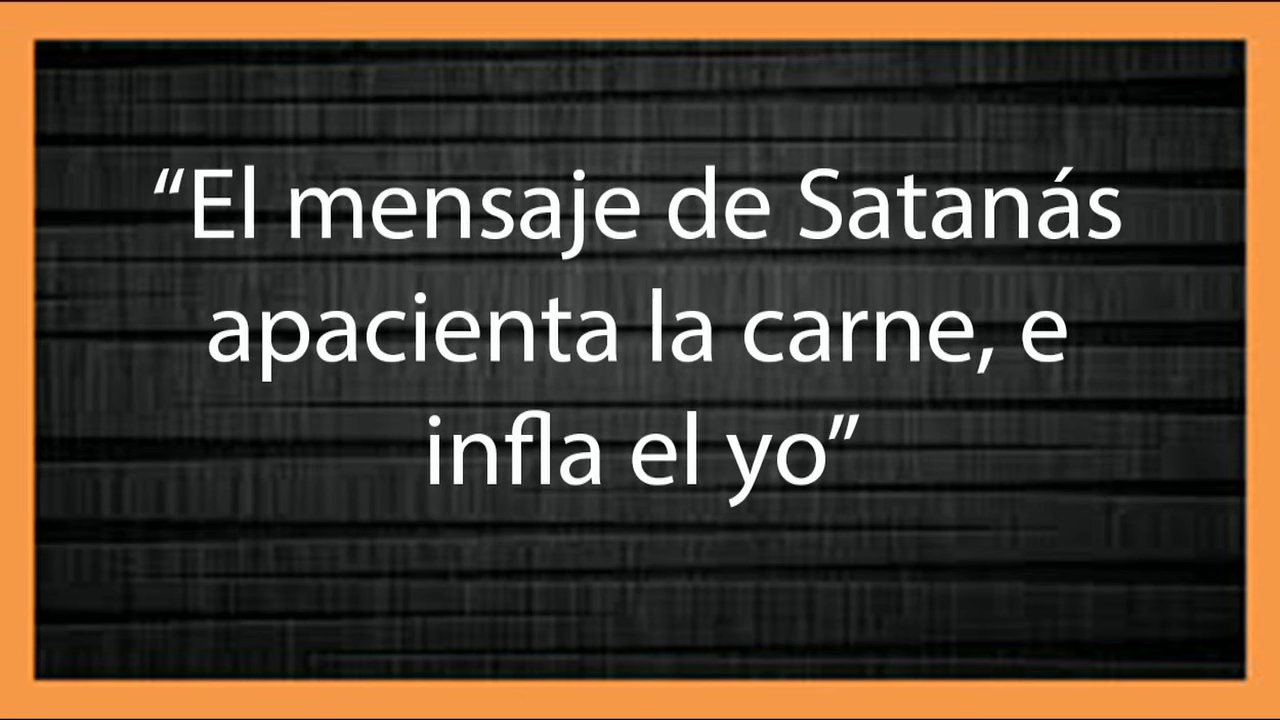 “El mensaje de Satanás
apacienta la carne, e
infla el yo”